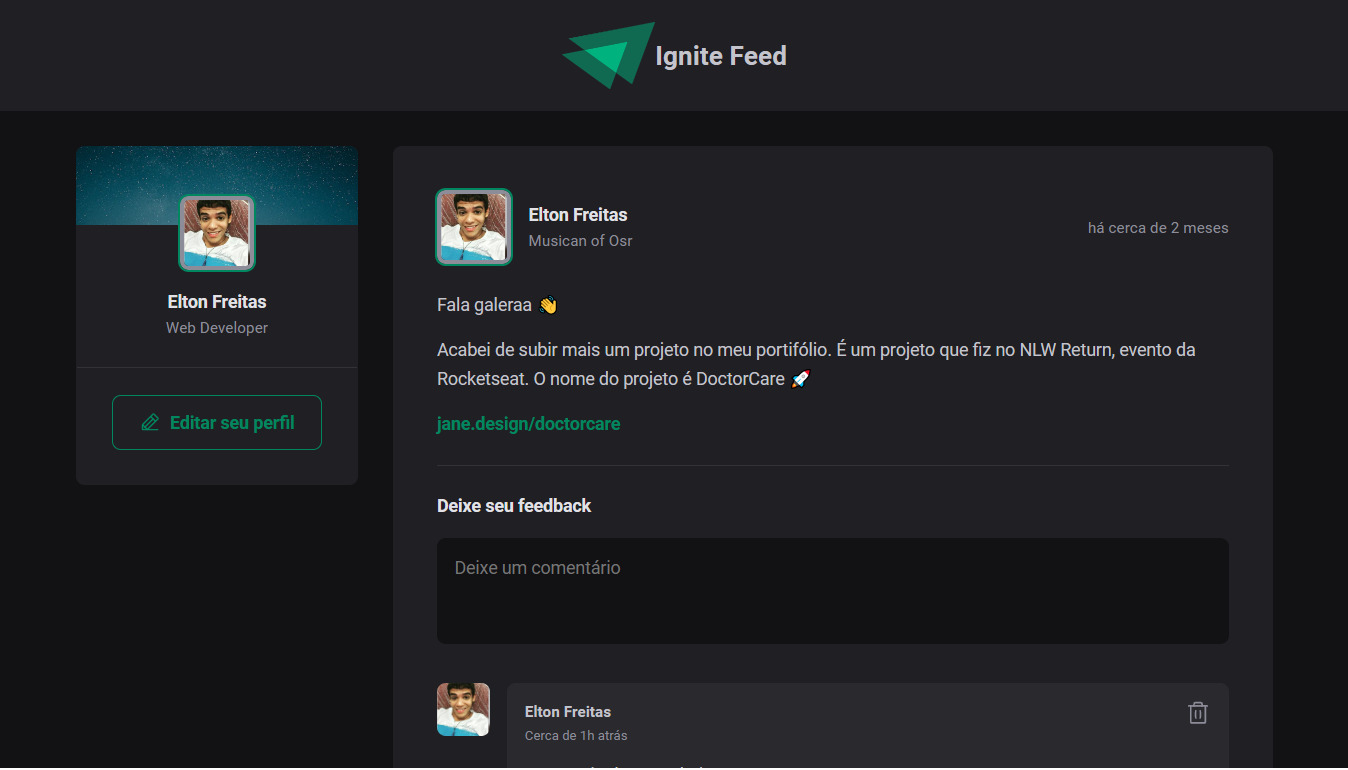 Ignite Feed
Elton Freitas
Web Developer
Editar seu perfil
Elton Freitas
Musican of Osr
há cerca de 2 meses
Fala galeraa 👋
Acabei de subir mais um projeto no meu portifólio. É um projeto que fiz no NLW Return, evento da
Rocketseat. O nome do projeto é DoctorCare 🚀
jane.design/doctorcare
Deixe seu feedback
Deixe um comentário
Elton Freitas
Cerca de 1h atrás